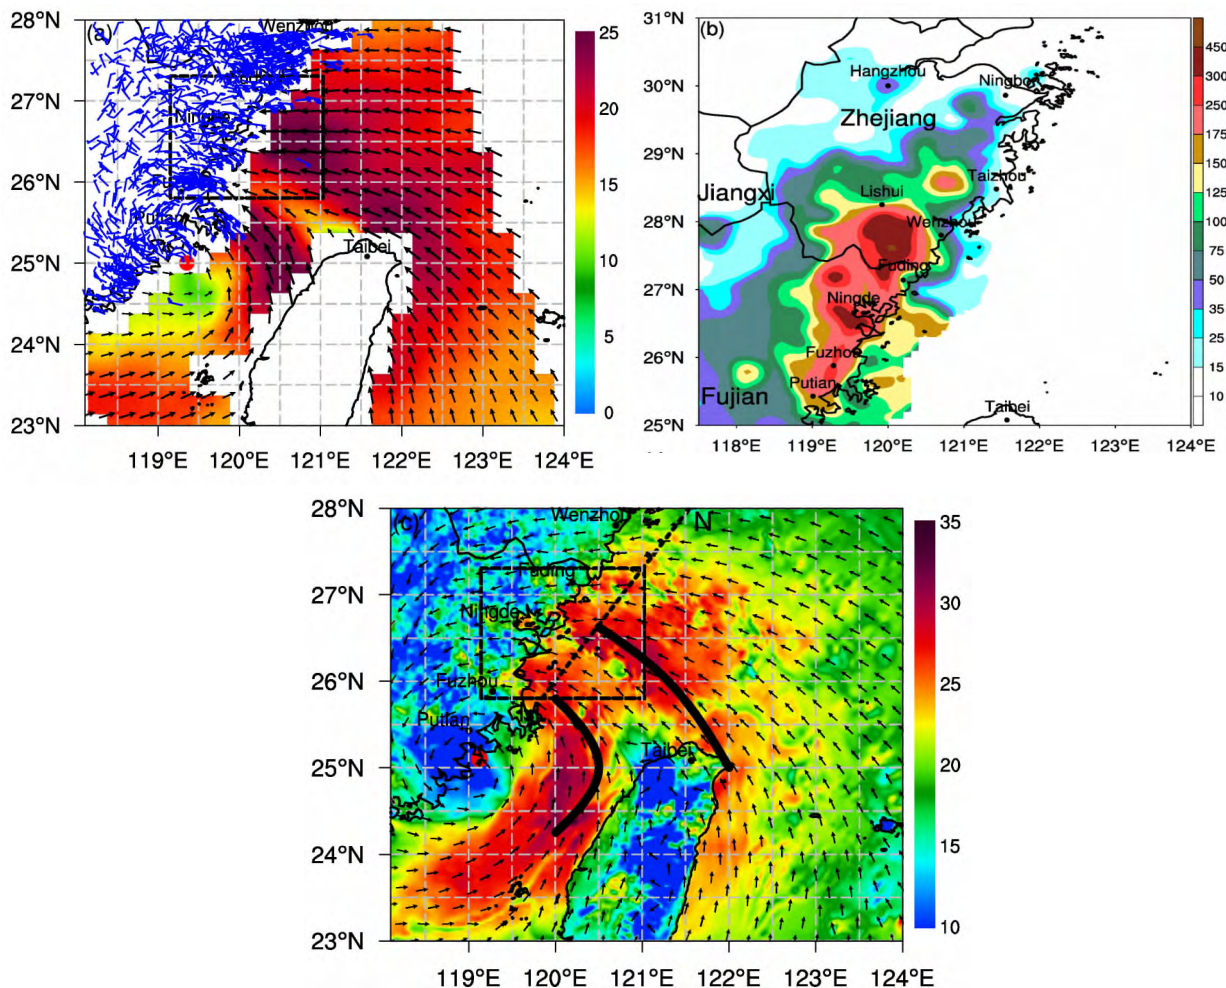 (a)
Wenzhou
28°N
27°N
26°N
25°N
24°N
23°N
Ningde
Putian
Taibei
119°E 120°E 121°E 122°E 123°E 124°E
25
20
15
10
5
0
(b)
31°N
30°N
29°N
28°N
27°N
26°N
25°N
Hangzhou
Ningbo
Zhejiang
Jiangxi
Lishui
Taizhou
Wenzhou
Fuding
Ningde
Fuzhou
Putian
Fujian
Taibei
118°E 119°E 120°E 121°E 122°E 123°E 124°E
450
300
250
175
150
125
100
75
50
35
25
15
10
(c)
28°N
27°N
26°N
25°N
24°N
23°N
Wenzhou
N
Fuding
Ningde
Fuzhou
Putian
Taibei
119°E 120°E 121°E 122°E 123°E 124°E
35
30
25
20
15
10